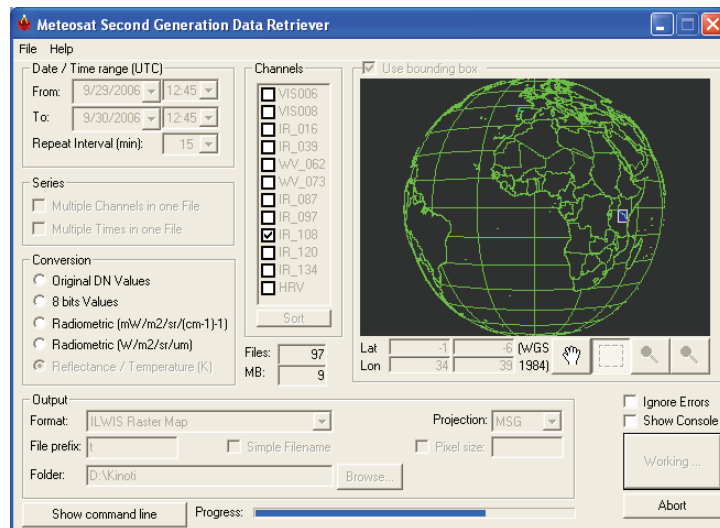 Meteosat Second Generation Data Retriever
File Help
Date / Time range (UTC)
From: 9/29/2006 12:45
To: 9/30/2006 12:45
Repeat Interval (min): 15
Series
Multiple Channels in one File
Multiple Times in one File
Conversion
Original DN Values
8 bits Values
Radiometric (mW/m2/sr/(cm-1)-1)
Radiometric (W/m2/sr/um)
Reflectance / Temperature (K)
Channels
VIS006
VIS008
IR_016
IR_039
WV_062
WV_073
IR_087
IR_097
IR_108
IR_120
IR_134
HRV
Sort
Files: 97
MB: 9
Use bounding box
Lat -1 -6 (WGS
Lon 34 39 1984)
Output
Format: ILWIS Raster Map Projection: MSG
File prefix: t Simple Filename Pixel size:
Folder: D:\Kinoti Browse...
Ignore Errors
Show Console
Working ...
Abort
Show command line Progress: